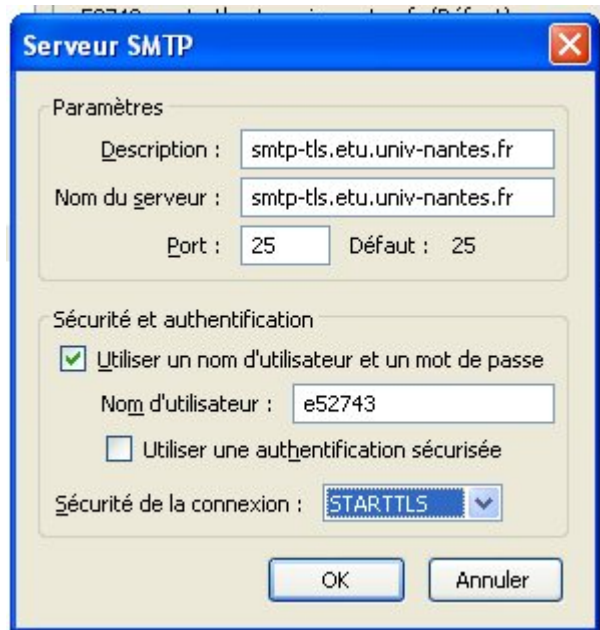 Serveur SMTP
Paramètres
Description : smtp-tls.etu.univ-nantes.fr
Nom du serveur : smtp-tls.etu.univ-nantes.fr
Port : 25 Défaut : 25
Sécurité et authentification
Utiliser un nom d'utilisateur et un mot de passe
Nom d'utilisateur : e52743
Utiliser une authentification sécurisée
Sécurité de la connexion : STARTTLS
OK Annuler